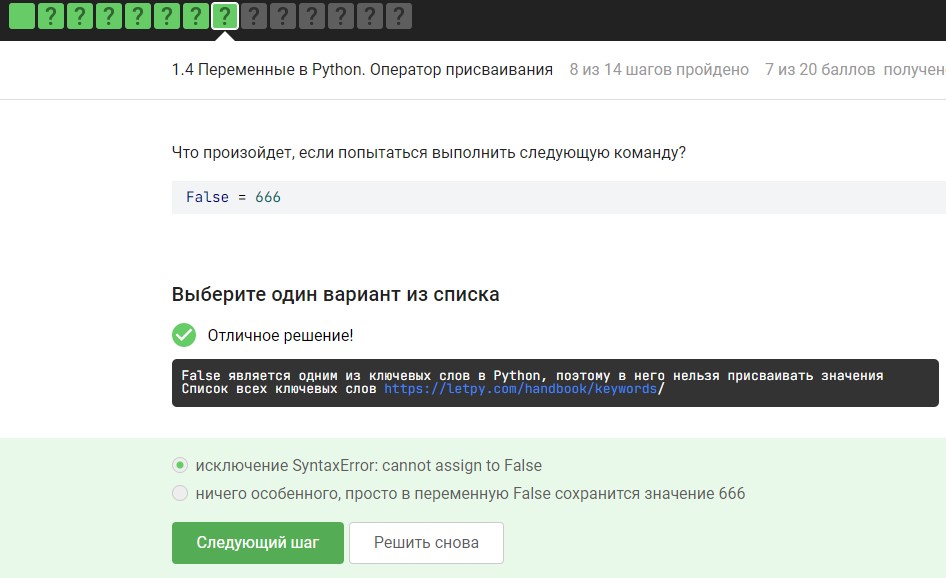 ? ? ? ? ? ? ? ? ? ? ? ? ?
1.4 Переменные в Python. Оператор присваивания 8 из 14 шагов пройдено 7 из 20 баллов получен
Что произойдет, если попытаться выполнить следующую команду?
False = 666
Выберите один вариант из списка
Отличное решение!
False является одним из ключевых слов в Python, поэтому в него нельзя присваивать значения
Список всех ключевых слов https://letpy.com/handbook/keywords/
исключение SyntaxError: cannot assign to False
ничего особенного, просто в переменную False сохранится значение 666
Следующий шаг Решить снова